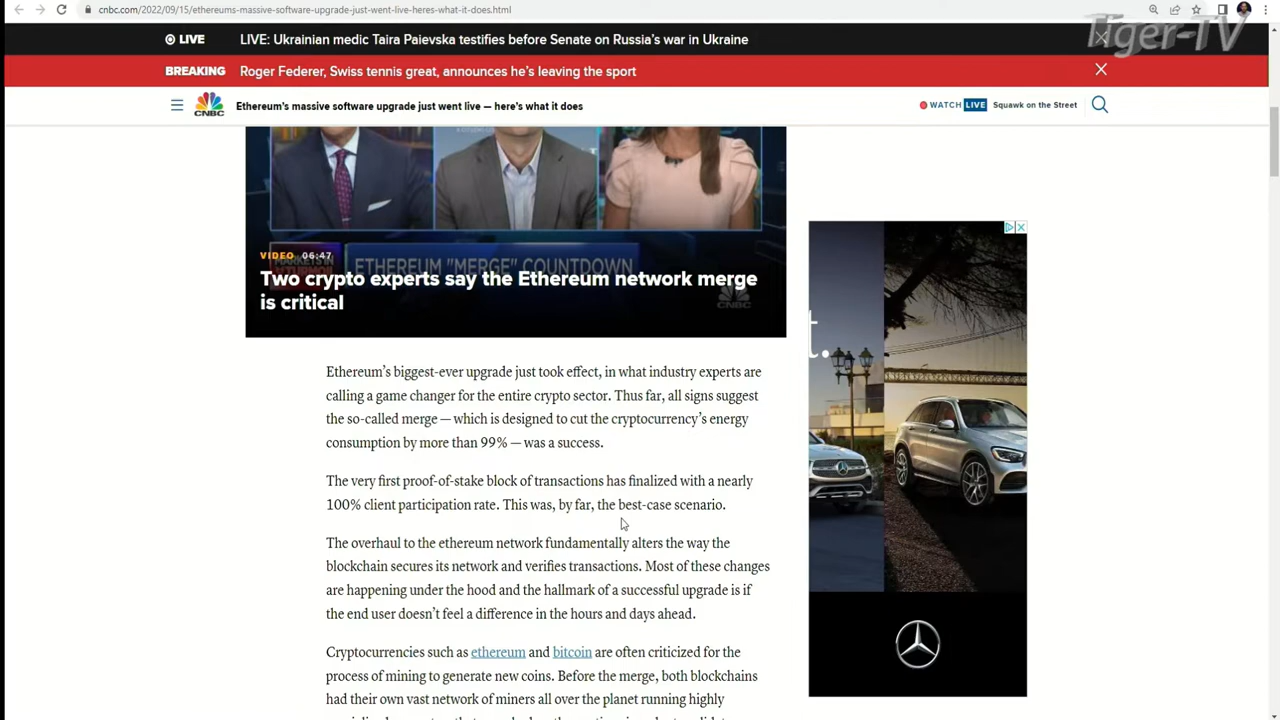 cnbc.com/2022/09/15/ethereums-massive-software-upgrade-just-went-live-heres-what-it-does.html
Tiger-TV
LIVE LIVE: Ukrainian medic Taira Paievska testifies before Senate on Russia's war in Ukraine
BREAKING Roger Federer, Swiss tennis great, announces he's leaving the sport
CNBC Ethereum's massive software upgrade just went live — here's what it does WATCH LIVE Squawk on the Street
VIDEO 06:47
MARKETS IN TURMOIL
ETHEREUM "MERGE" COUNTDOWN
Two crypto experts say the Ethereum network merge
is critical
CNBC
t.
Ethereum's biggest-ever upgrade just took effect, in what industry experts are
calling a game changer for the entire crypto sector. Thus far, all signs suggest
the so-called merge — which is designed to cut the cryptocurrency's energy
consumption by more than 99% — was a success.
The very first proof-of-stake block of transactions has finalized with a nearly
100% client participation rate. This was, by far, the best-case scenario.
The overhaul to the ethereum network fundamentally alters the way the
blockchain secures its network and verifies transactions. Most of these changes
are happening under the hood and the hallmark of a successful upgrade is if
the end user doesn't feel a difference in the hours and days ahead.
Cryptocurrencies such as ethereum and bitcoin are often criticized for the
process of mining to generate new coins. Before the merge, both blockchains
had their own vast network of miners all over the planet running highly